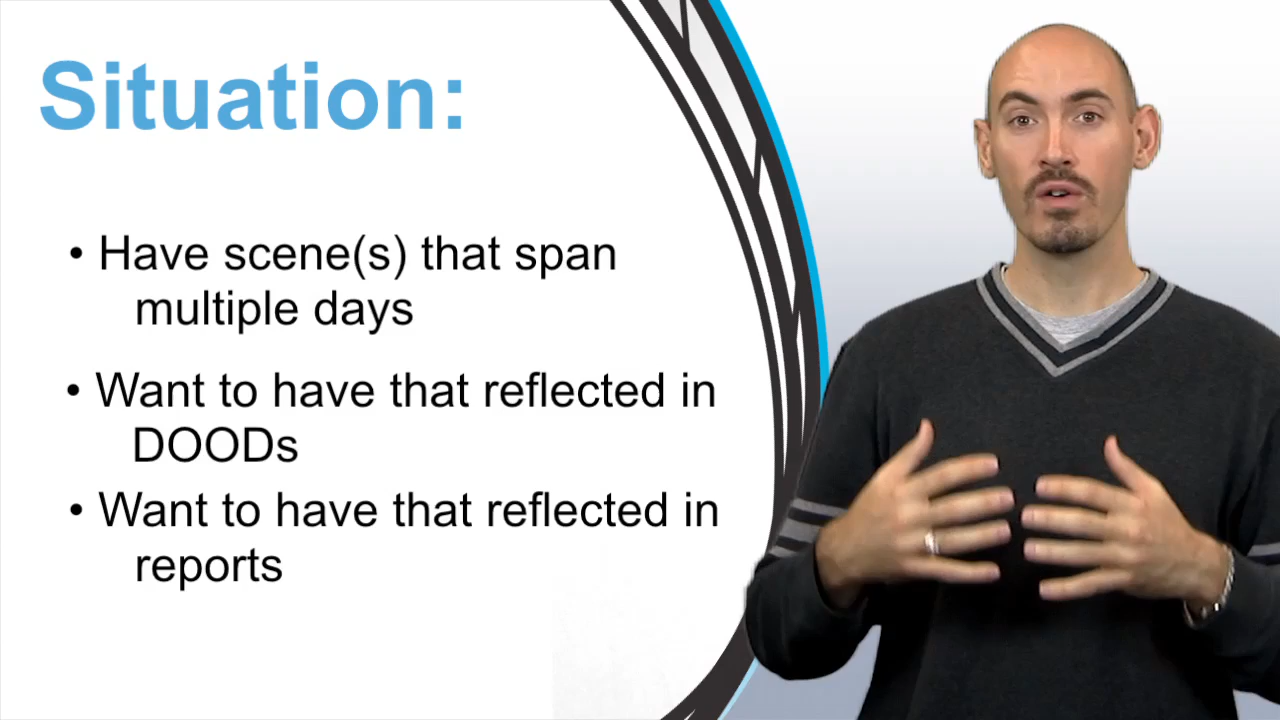 Situation:
• Have scene(s) that span
multiple days
• Want to have that reflected in
DOODs
• Want to have that reflected in
reports